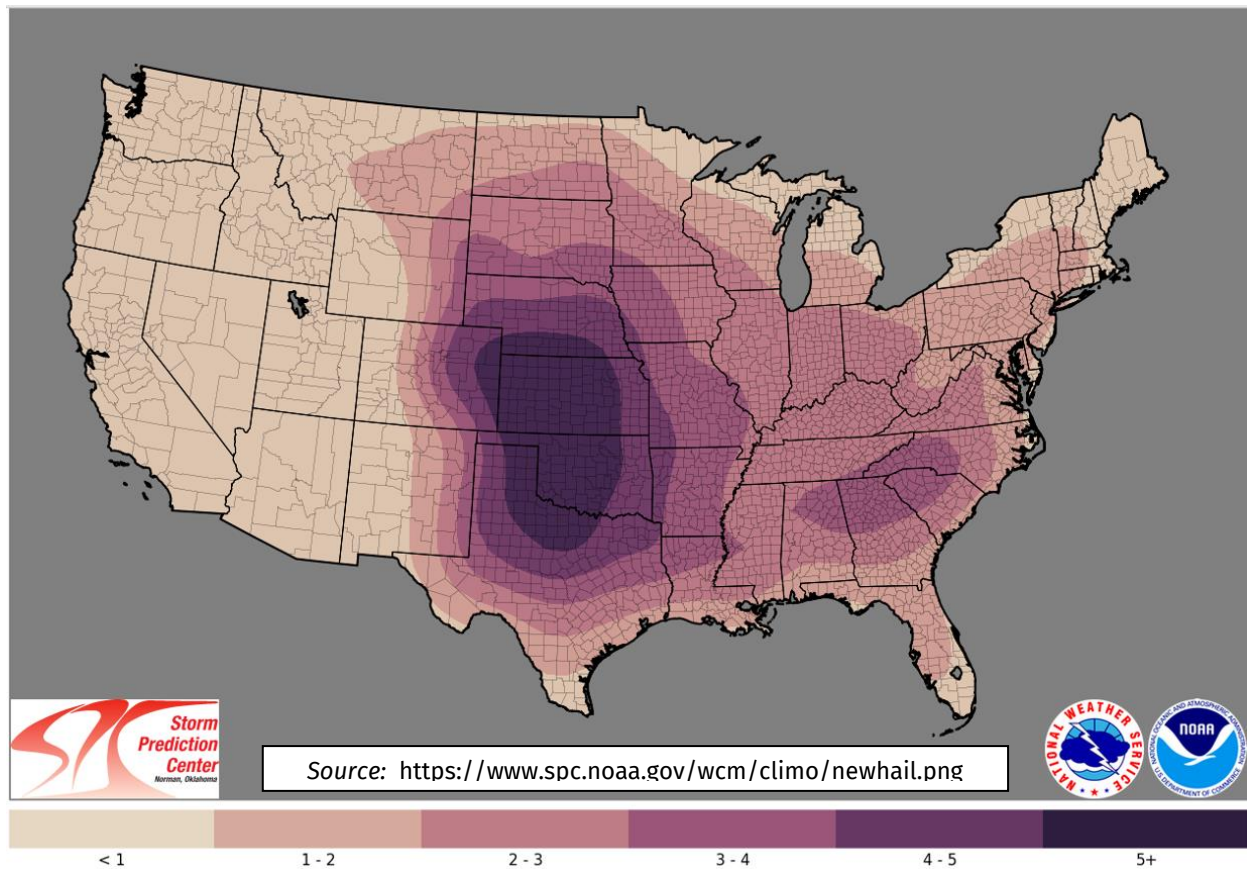 Storm
Prediction
Center
Norman, Oklahoma
Source: https://www.spc.noaa.gov/wcm/climo/newhail.png
NATIONAL WEATHER SERVICE
NATIONAL OCEANIC AND ATMOSPHERIC ADMINISTRATION
NOAA
U.S. DEPARTMENT OF COMMERCE
< 1
1 - 2
2 - 3
3 - 4
4 - 5
5+